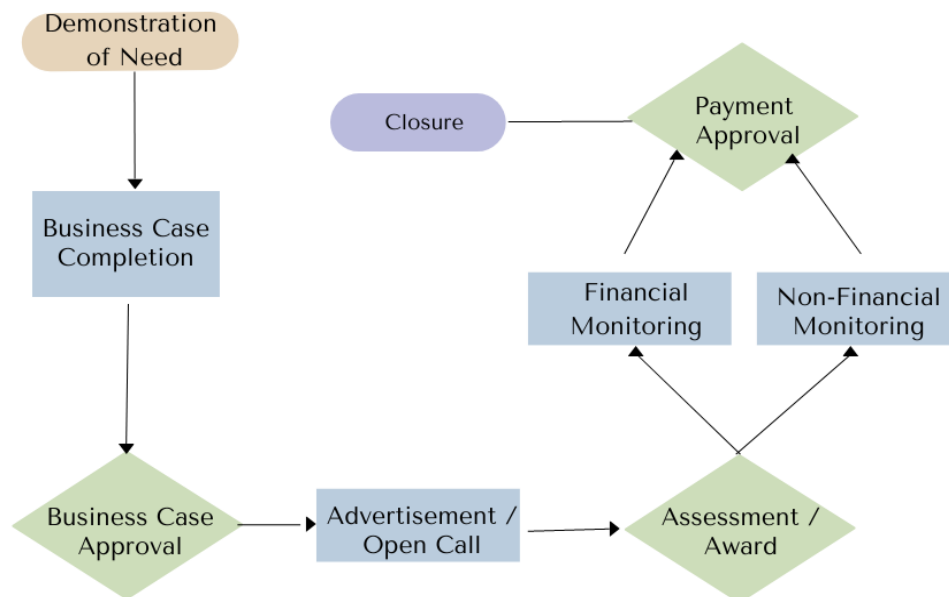 Demonstration
of Need
Business Case
Completion
Business Case
Approval
Advertisement /
Open Call
Assessment /
Award
Financial
Monitoring
Non-Financial
Monitoring
Payment
Approval
Closure